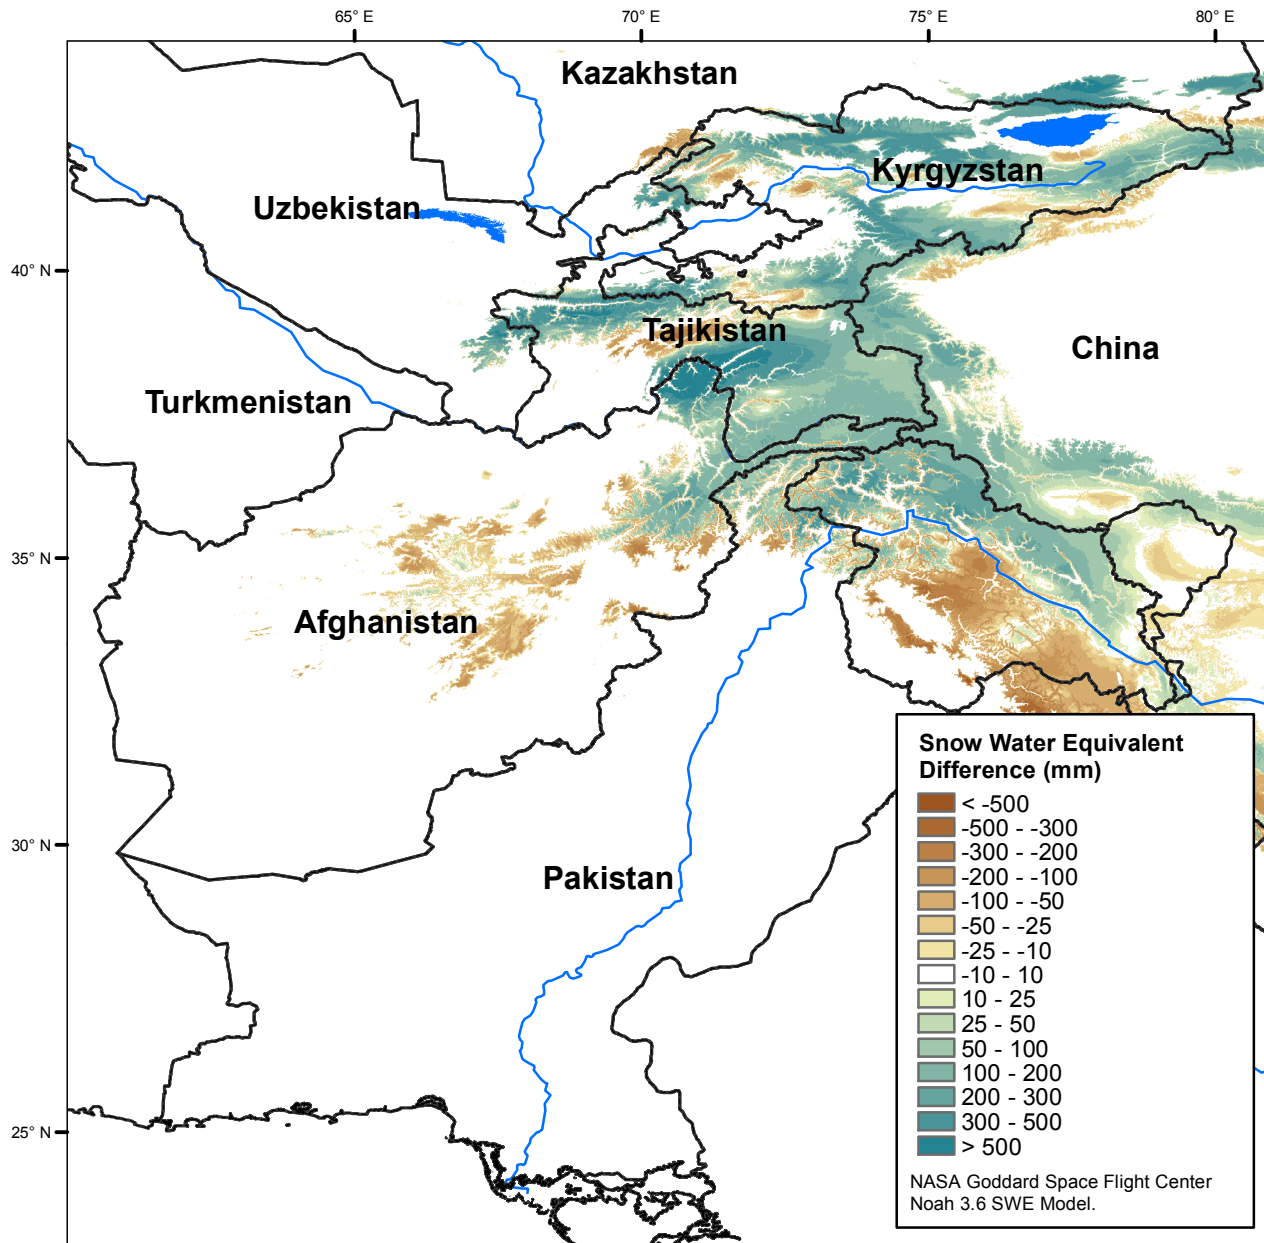 65° E 70° E 75° E 80° E
Kazakhstan
Kyrgyzstan
Uzbekistan
40° N
Tajikistan
China
Turkmenistan
35° N
Afghanistan
30° N
Pakistan
25° N
Snow Water Equivalent
Difference (mm)
< -500
-500 - -300
-300 - -200
-200 - -100
-100 - -50
-50 - -25
-25 - -10
-10 - 10
10 - 25
25 - 50
50 - 100
100 - 200
200 - 300
300 - 500
> 500
NASA Goddard Space Flight Center
Noah 3.6 SWE Model.